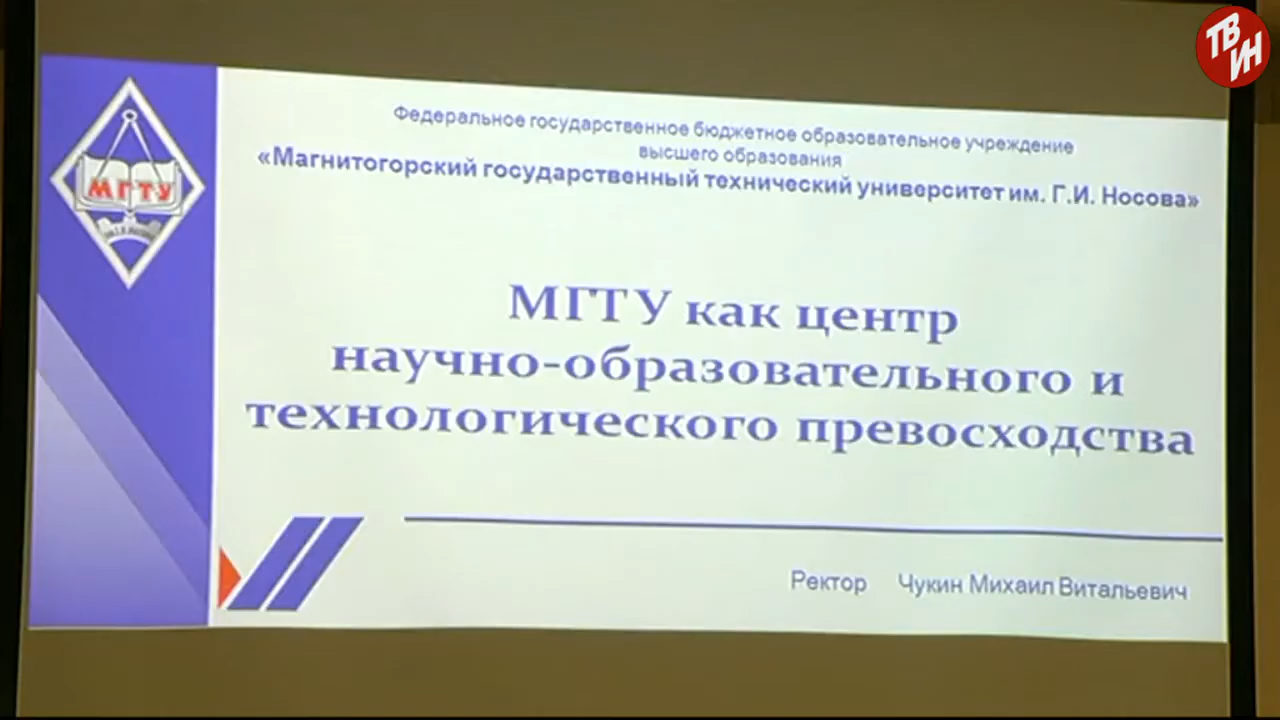 ТВ
ИН
Федеральное государственное бюджетное образовательное учреждение
высшего образования
«Магнитогорский государственный технический университет им. Г.И. Носова»
МГТУ
МГТУ как центр
научно-образовательного и
технологического превосходства
Ректор Чукин Михаил Витальевич